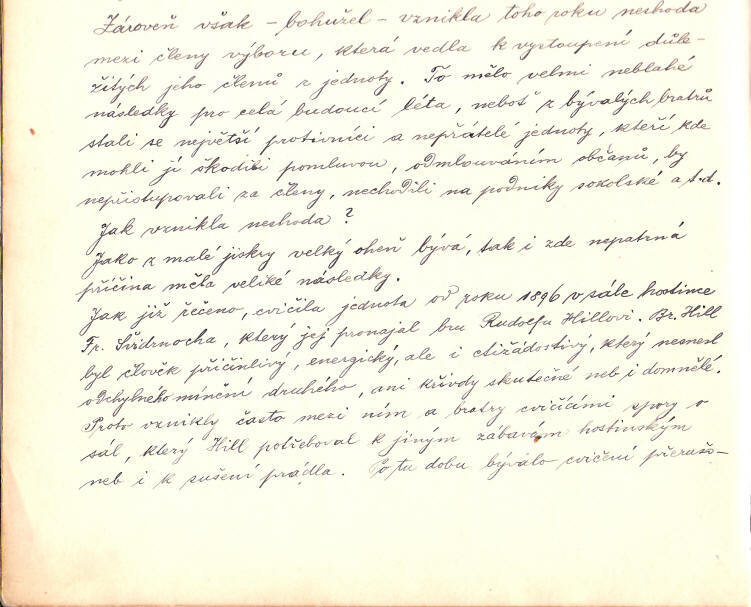 Zároveň však – bohužel – vznikla toho roku neshoda
mezi členy výboru, která vedla k vystoupení důle-
žitých jeho členů z jednoty. To mělo velmi neblahé
následky pro celá budoucí léta, neboť z bývalých bratrů
stali se největší protivníci a nepřátelé jednoty, kteří kde
mohli jí škodili pomluvou, odmlouváním občanů, by
nepřistupovali za členy, nechodili na podniky sokolské a t.d.
Jak vznikla neshoda?
Jako z malé jiskry velký oheň bývá, tak i zde nepatrná
příčina měla veliké následky.
Jak již řečeno, cvičila jednota od roku 1896 v sále hostince
Fr. , který jej pronajal bru Rudolfu Hillovi. Br. Hill
byl člověk přičinlivý, energický, ale i ctižádostivý, který nesnesl
odchylného mínění druhého, ani křivdy skutečné neb i domnělé.
Proto vznikly často mezi ním a bratry cvičícími spory o
sál, který Hill potřeboval k jiným zábavám hostinským
neb i k sušení prádla. Po tu dobu bývalo cvičení přeruš-